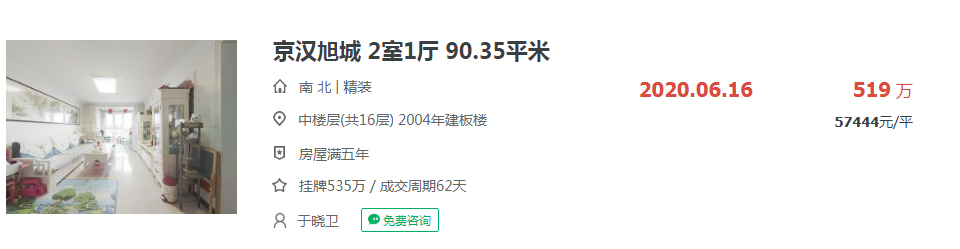 京汉旭城 2室1厅 90.35平米
南 北 | 精装
2020.06.16
519 万
中楼层(共16层) 2004年建板楼
57444元/平
房屋满五年
挂牌535万 / 成交周期62天
于晓卫
免费咨询